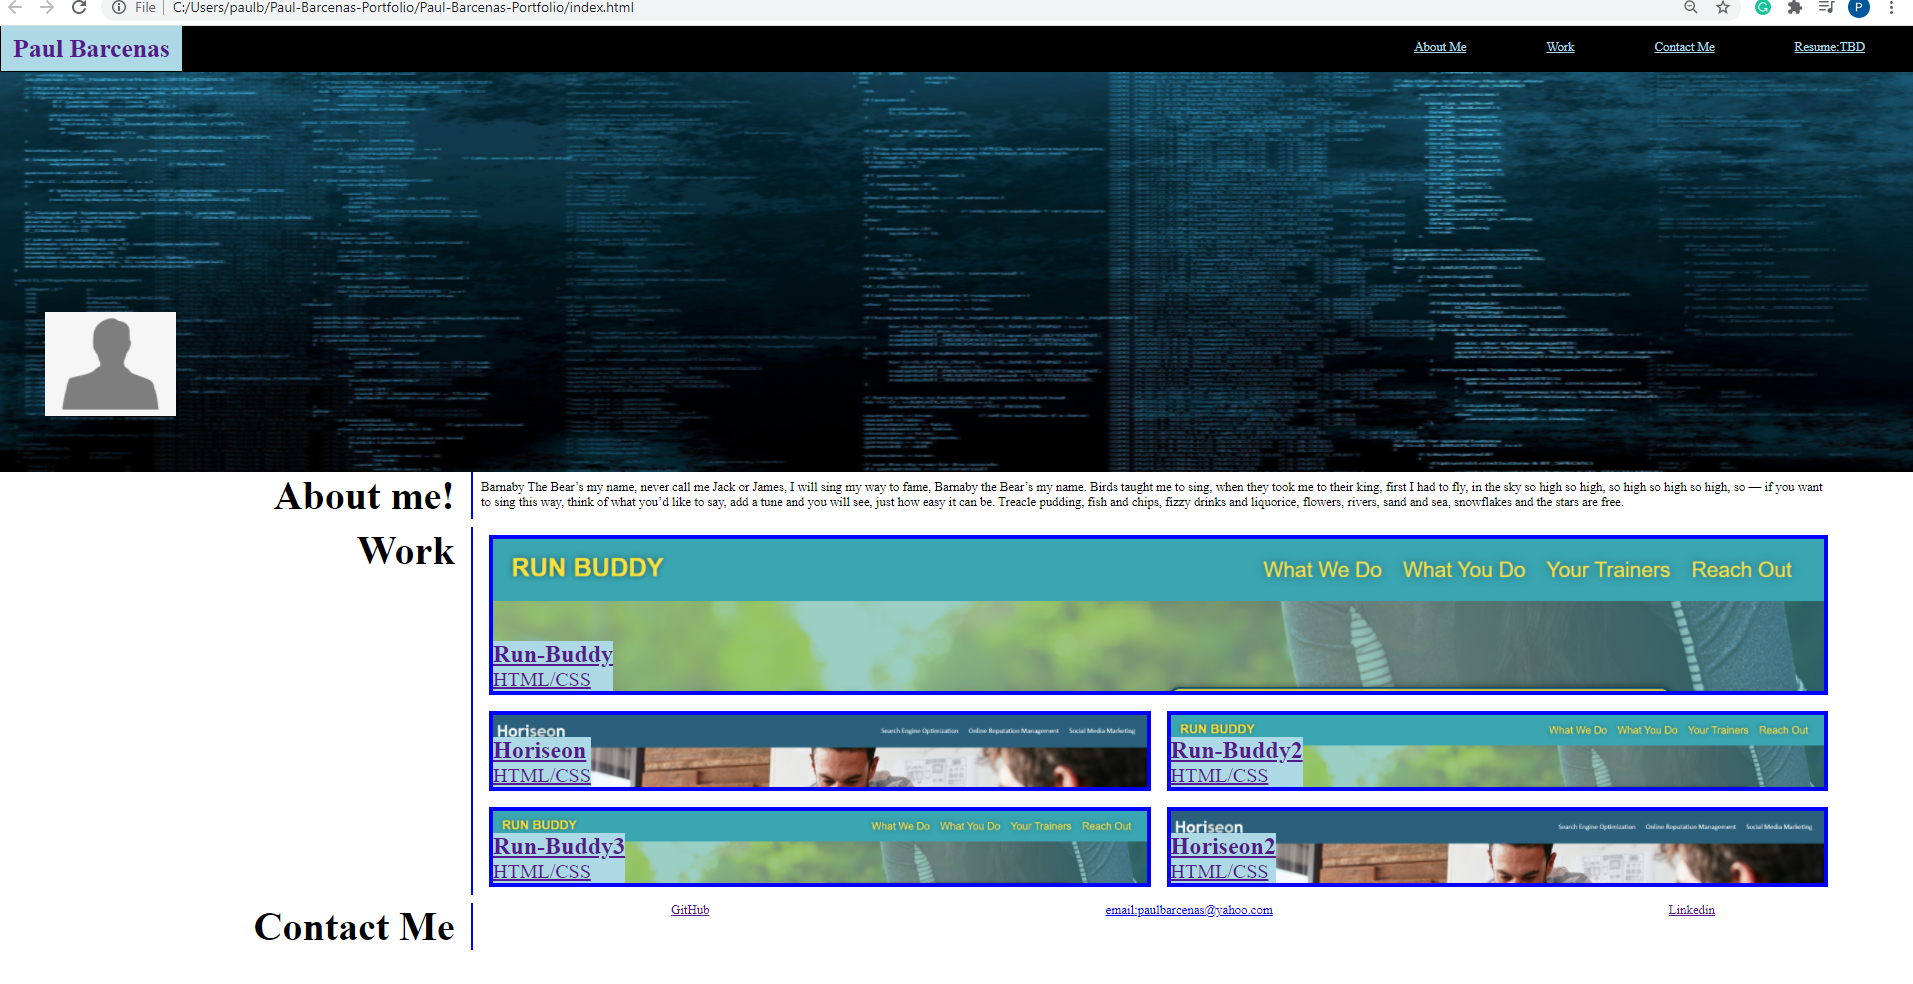 File C:/Users/paulb/Paul-Barcenas-Portfolio/Paul-Barcenas-Portfolio/index.html
P
Paul Barcenas
About Me Work Contact Me Resume:TBD
About me!
Barnaby The Bear’s my name, never call me Jack or James, I will sing my way to fame, Barnaby the Bear’s my name. Birds taught me to sing, when they took me to their king, first I had to fly, in the sky so high so high, so high so high so high, so — if you want
to sing this way, think of what you’d like to say, add a tune and you will see, just how easy it can be. Treacle pudding, fish and chips, fizzy drinks and liquorice, flowers, rivers, sand and sea, snowflakes and the stars are free.
Work
RUN BUDDY What We Do What You Do Your Trainers Reach Out
Run-Buddy
HTML/CSS
Horiseon Search Engine Optimization Online Reputation Management Social Media Marketing
Horiseon
HTML/CSS
RUN BUDDY What We Do What You Do Your Trainers Reach Out
Run-Buddy2
HTML/CSS
RUN BUDDY What We Do What You Do Your Trainers Reach Out
Run-Buddy3
HTML/CSS
Horiseon Search Engine Optimization Online Reputation Management Social Media Marketing
Horiseon2
HTML/CSS
Contact Me
GitHub email:paulbarcenas@yahoo.com Linkedin